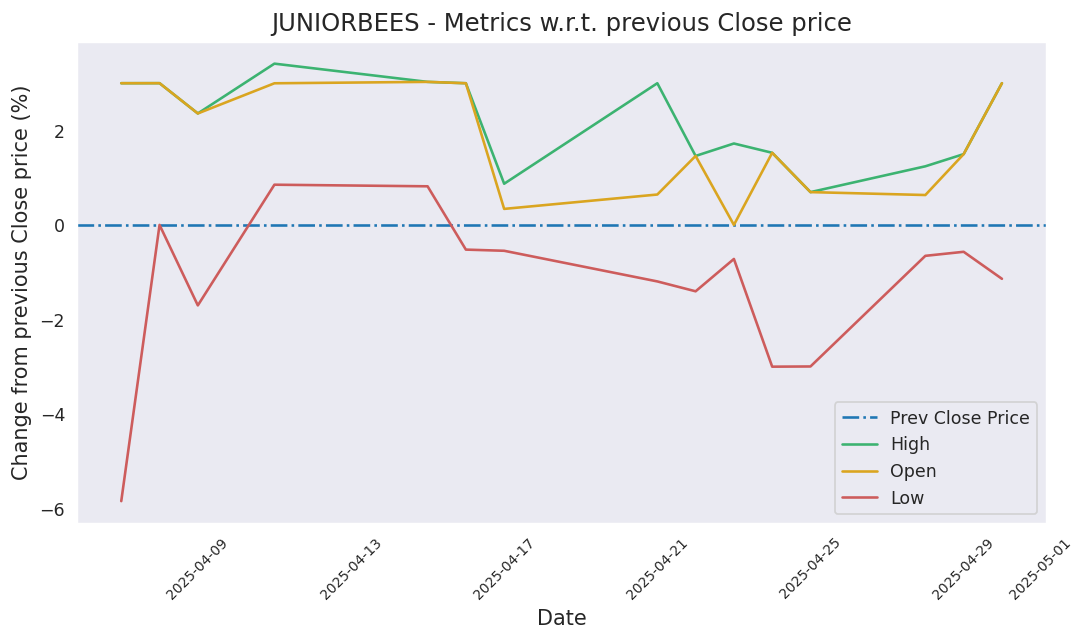 JUNIORBEES - Metrics w.r.t. previous Close price
Change from previous Close price (%)
2
0
−2
−4
−6
Prev Close Price
High
Open
Low
2025-04-09
2025-04-13
2025-04-17
2025-04-21
2025-04-25
2025-04-29
2025-05-01
Date